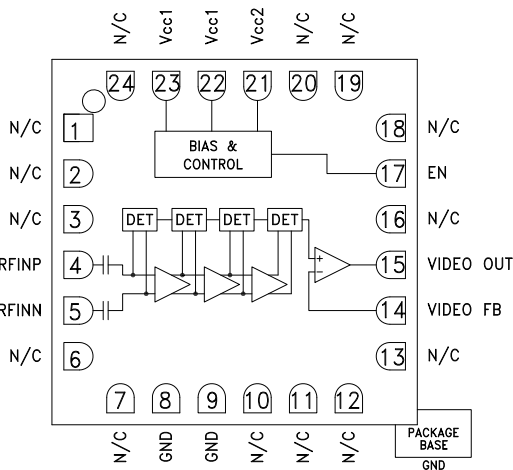 N/C Vcc1 Vcc1 Vcc2 N/C N/C
24 23 22 21 20 19
N/C 1 18 N/C
BIAS &
CONTROL
N/C 2 17 EN
N/C 3 16 N/C
DET DET DET DET
RFINP 4 + 15 VIDEO OUT
−
RFINN 5 14 VIDEO FB
N/C 6 13 N/C
7 8 9 10 11 12
N/C GND GND N/C N/C N/C
PACKAGE
BASE
GND